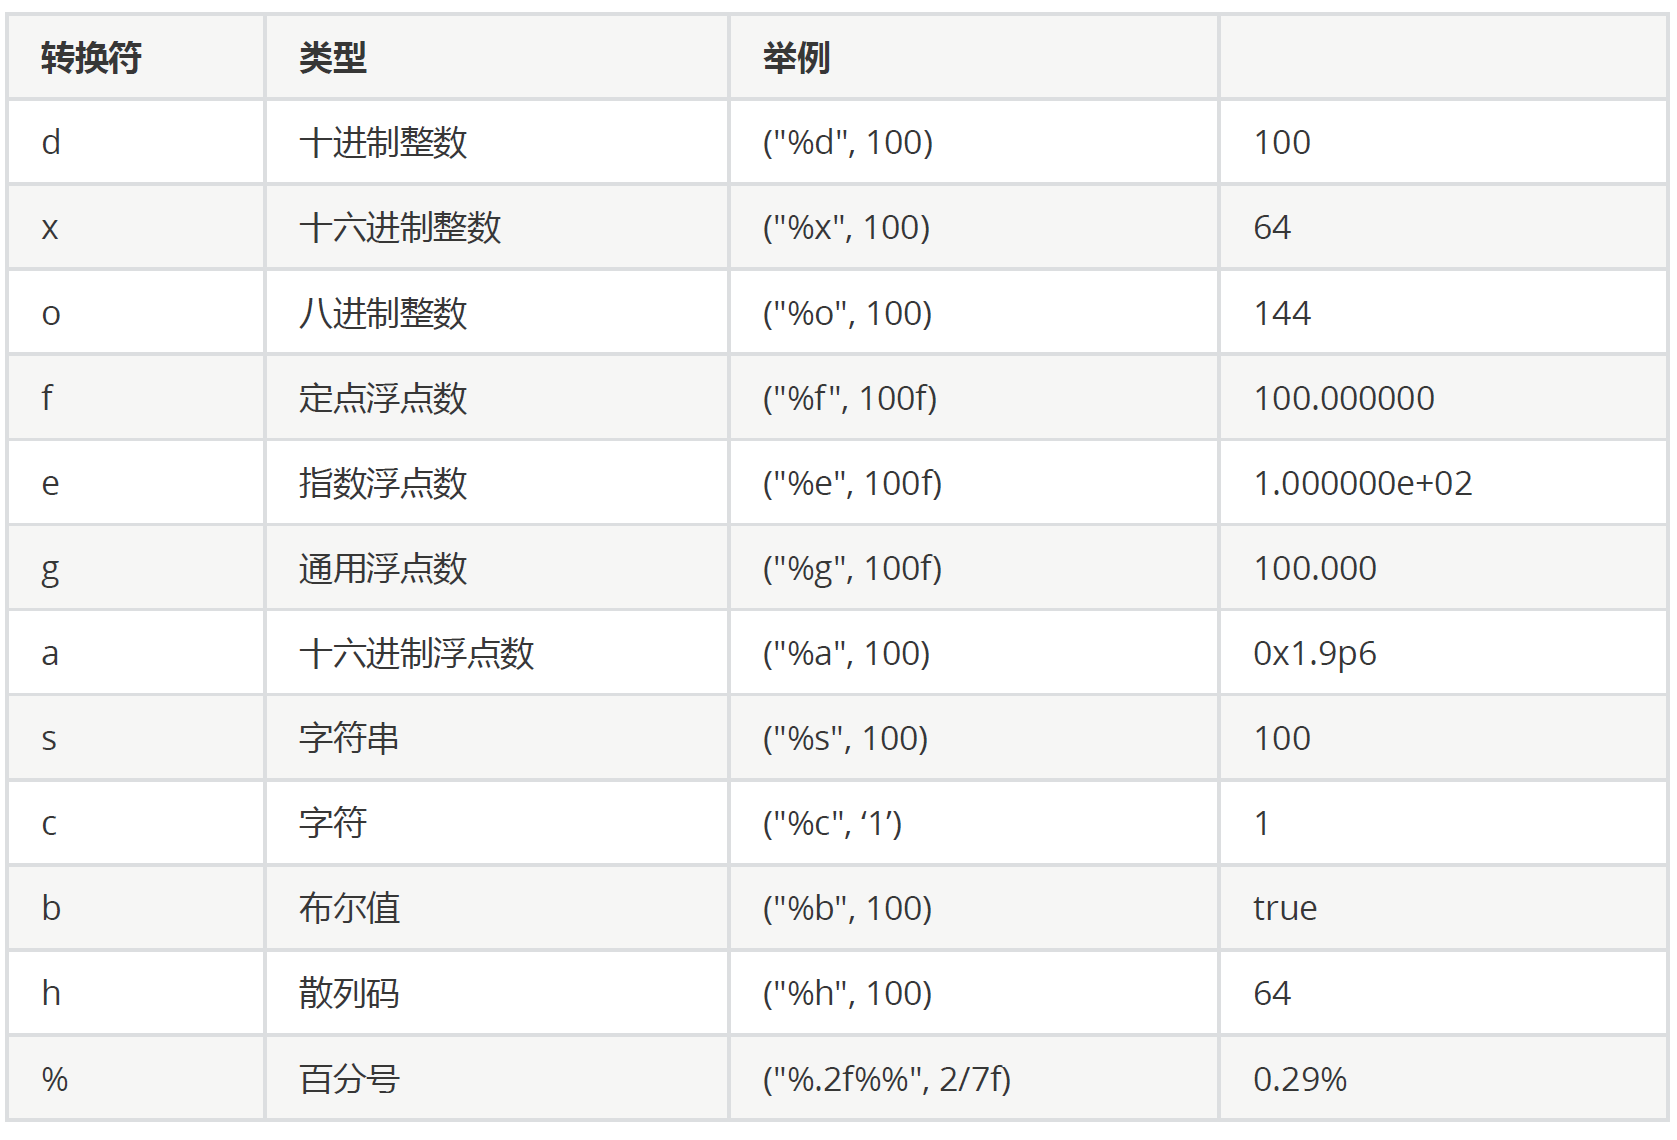 转换符 类型 举例
d 十进制整数 ("%d", 100) 100
x 十六进制整数 ("%x", 100) 64
o 八进制整数 ("%o", 100) 144
f 定点浮点数 ("%f", 100f) 100.000000
e 指数浮点数 ("%e", 100f) 1.000000e+02
g 通用浮点数 ("%g", 100f) 100.000
a 十六进制浮点数 ("%a", 100) 0x1.9p6
s 字符串 ("%s", 100) 100
c 字符 ("%c", ‘1’) 1
b 布尔值 ("%b", 100) true
h 散列码 ("%h", 100) 64
% 百分号 ("%.2f%%", 2/7f) 0.29%